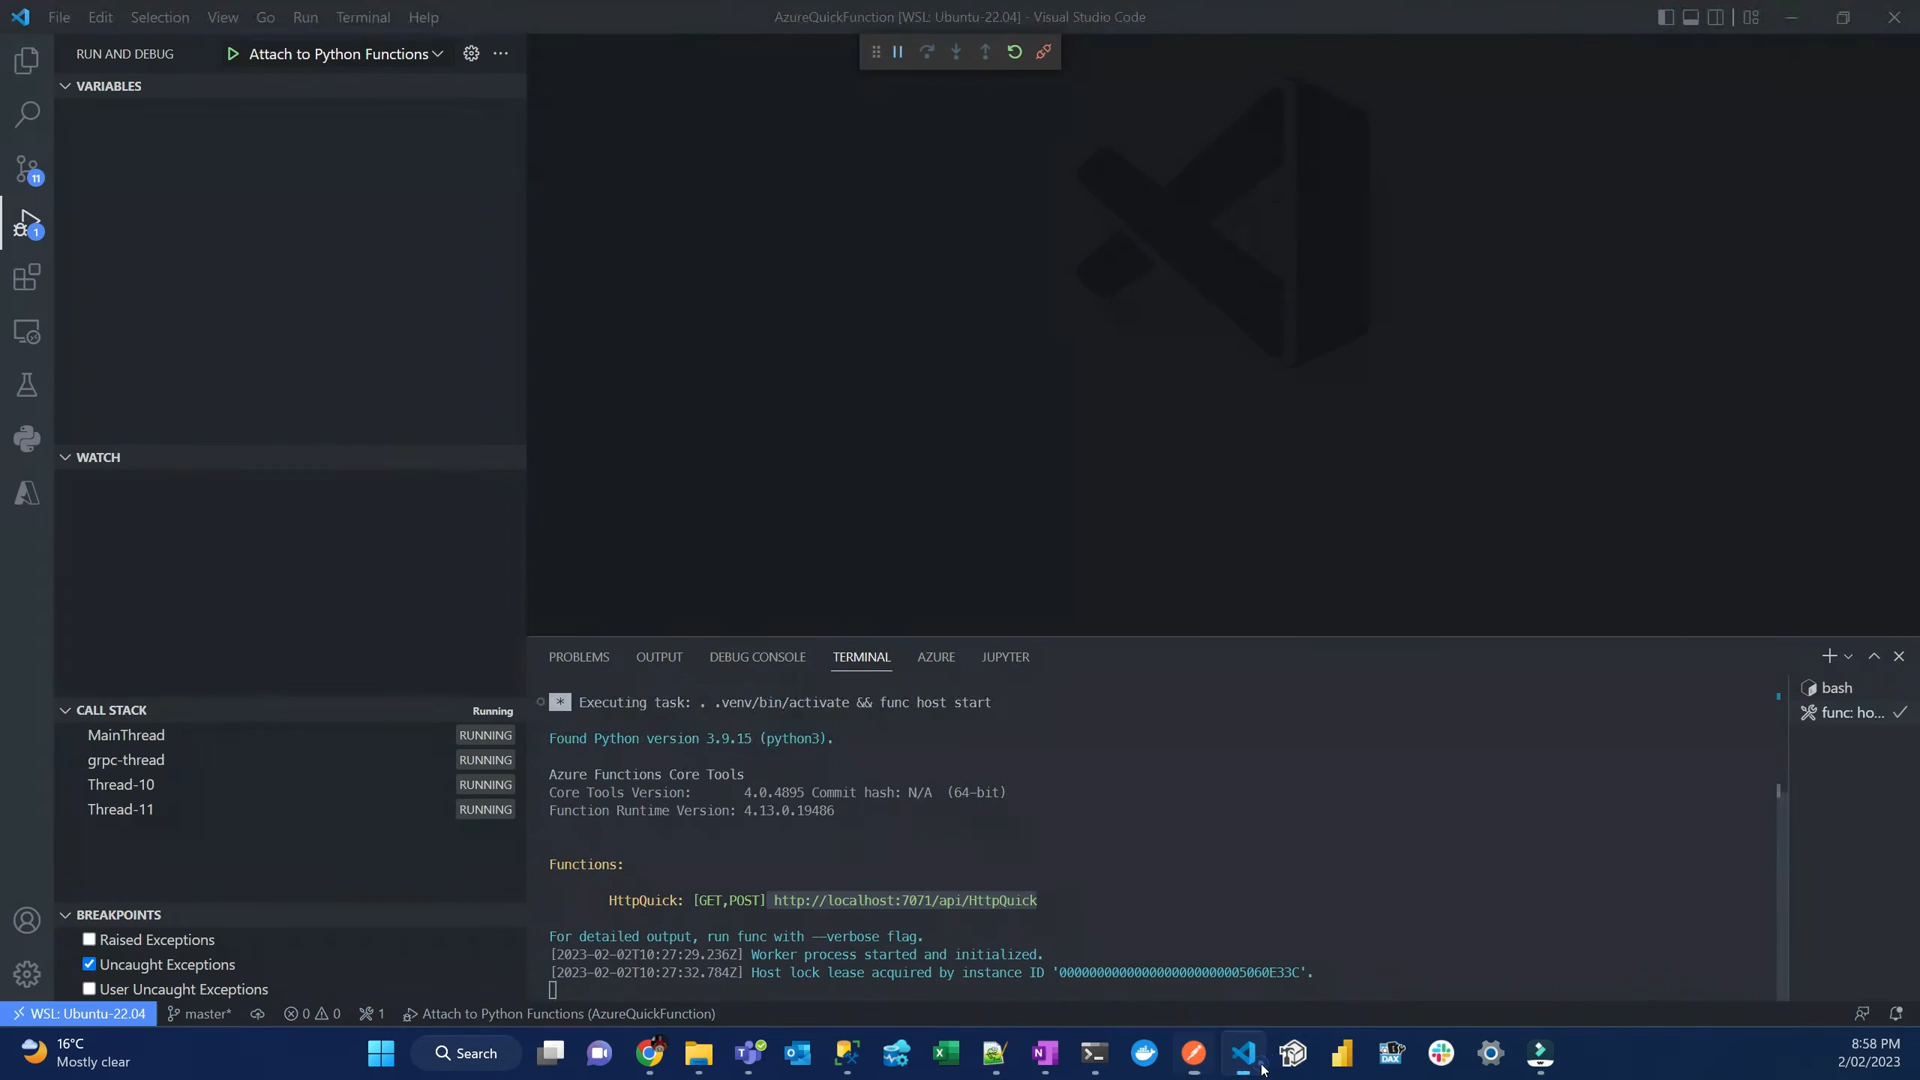 File Edit Selection View Go Run Terminal Help
AzureQuickFunction [WSL: Ubuntu-22.04] - Visual Studio Code
RUN AND DEBUG
Attach to Python Functions
VARIABLES
11
1
WATCH
CALL STACK
Running
MainThread RUNNING
grpc-thread RUNNING
Thread-10 RUNNING
Thread-11 RUNNING
BREAKPOINTS
Raised Exceptions
Uncaught Exceptions
User Uncaught Exceptions
PROBLEMS OUTPUT DEBUG CONSOLE TERMINAL AZURE JUPYTER
* Executing task: . .venv/bin/activate && func host start
Found Python version 3.9.15 (python3).
Azure Functions Core Tools
Core Tools Version: 4.0.4895 Commit hash: N/A (64-bit)
Function Runtime Version: 4.13.0.19486
Functions:
HttpQuick: [GET,POST] http://localhost:7071/api/HttpQuick
For detailed output, run func with --verbose flag.
[2023-02-02T10:27:29.236Z] Worker process started and initialized.
[2023-02-02T10:27:32.784Z] Host lock lease acquired by instance ID '0000000000000000000000005060E33C'.
bash
func: ho...
WSL: Ubuntu-22.04 master* 0 0 1 Attach to Python Functions (AzureQuickFunction)
16°C
Mostly clear
Search
DAX
8:58 PM
2/02/2023